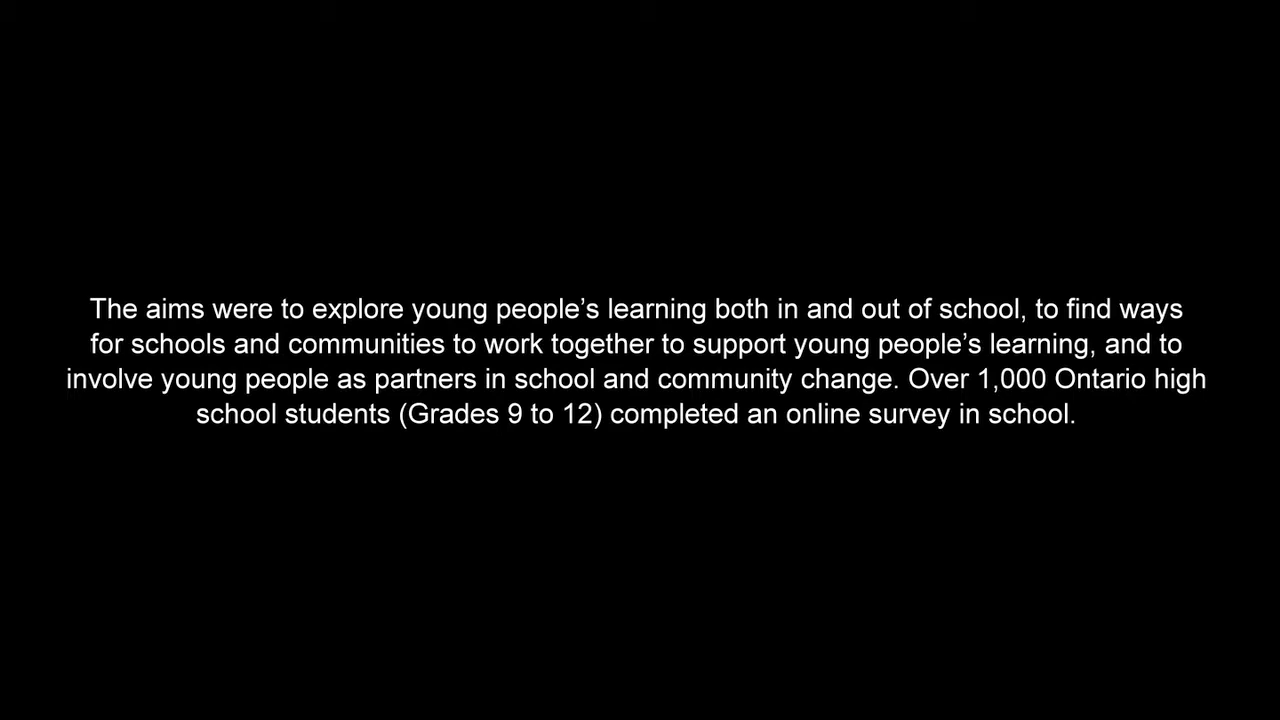 The aims were to explore young people’s learning both in and out of school, to find ways
for schools and communities to work together to support young people’s learning, and to
involve young people as partners in school and community change. Over 1,000 Ontario high
school students (Grades 9 to 12) completed an online survey in school.